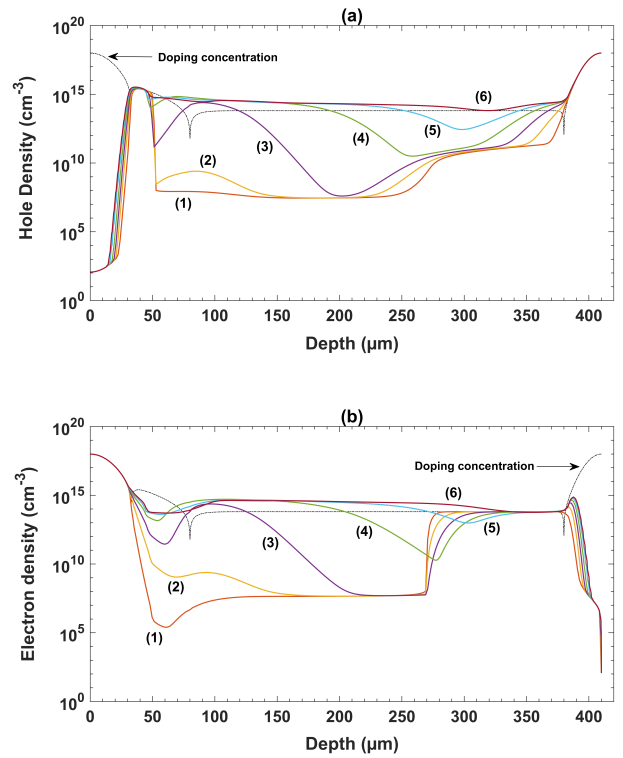 (a)
10^20
Doping concentration
10^15
(6)
(5)
(4)
(3)
10^10
(2)
(1)
10^5
10^0
0 50 100 150 200 250 300 350 400
Hole Density (cm^-3)
Depth (µm)
(b)
10^20
Doping concentration
10^15
(6)
(5)
(4)
(3)
10^10
(2)
(1)
10^5
10^0
0 50 100 150 200 250 300 350 400
Electron density (cm^-3)
Depth (µm)